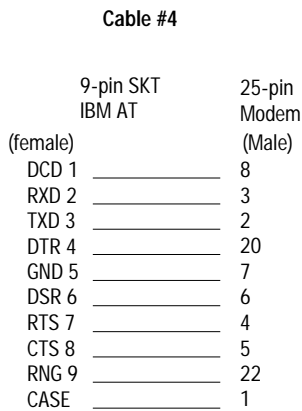 Cable #4
9-pin SKT 25-pin
IBM AT Modem
(female) (Male)
DCD 1 8
RXD 2 3
TXD 3 2
DTR 4 20
GND 5 7
DSR 6 6
RTS 7 4
CTS 8 5
RNG 9 22
CASE 1